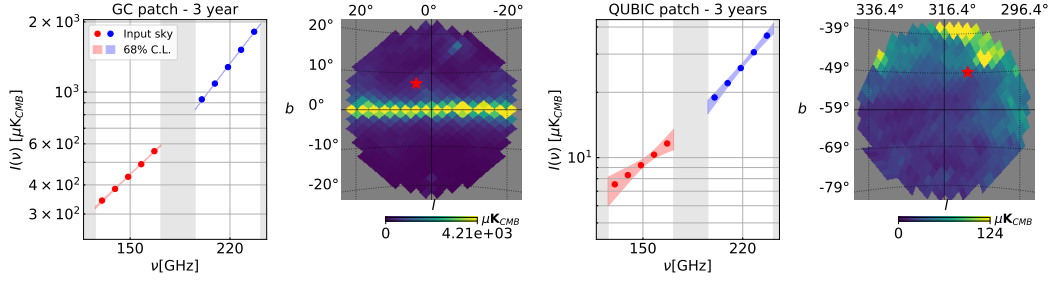 GC patch - 3 year
2 × 10³
10³
6 × 10²
4 × 10²
3 × 10²
I(ν) [μK_CMB]
Input sky
68% C.L.
150
220
ν[GHz]
20°
0°
-20°
20°
10°
0°
-10°
-20°
b
l
μK_CMB
0
4.21e+03
QUBIC patch - 3 years
10¹
I(ν) [μK_CMB]
150
220
ν[GHz]
336.4°
316.4°
296.4°
-39°
-49°
-59°
-69°
-79°
b
l
μK_CMB
0
124